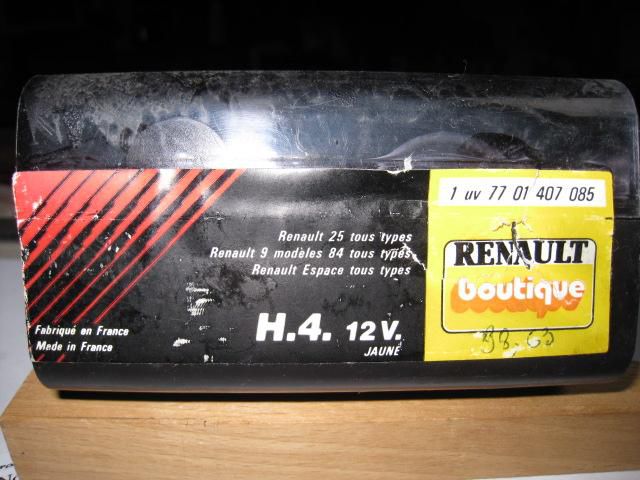 1 uv 77 01 407 085
Renault 25 tous types
Renault 9 modèles 84 tous types
Renault Espace tous types
RENAULT
boutique
H.4. 12V.
JAUNE
Fabriqué en France
Made in France